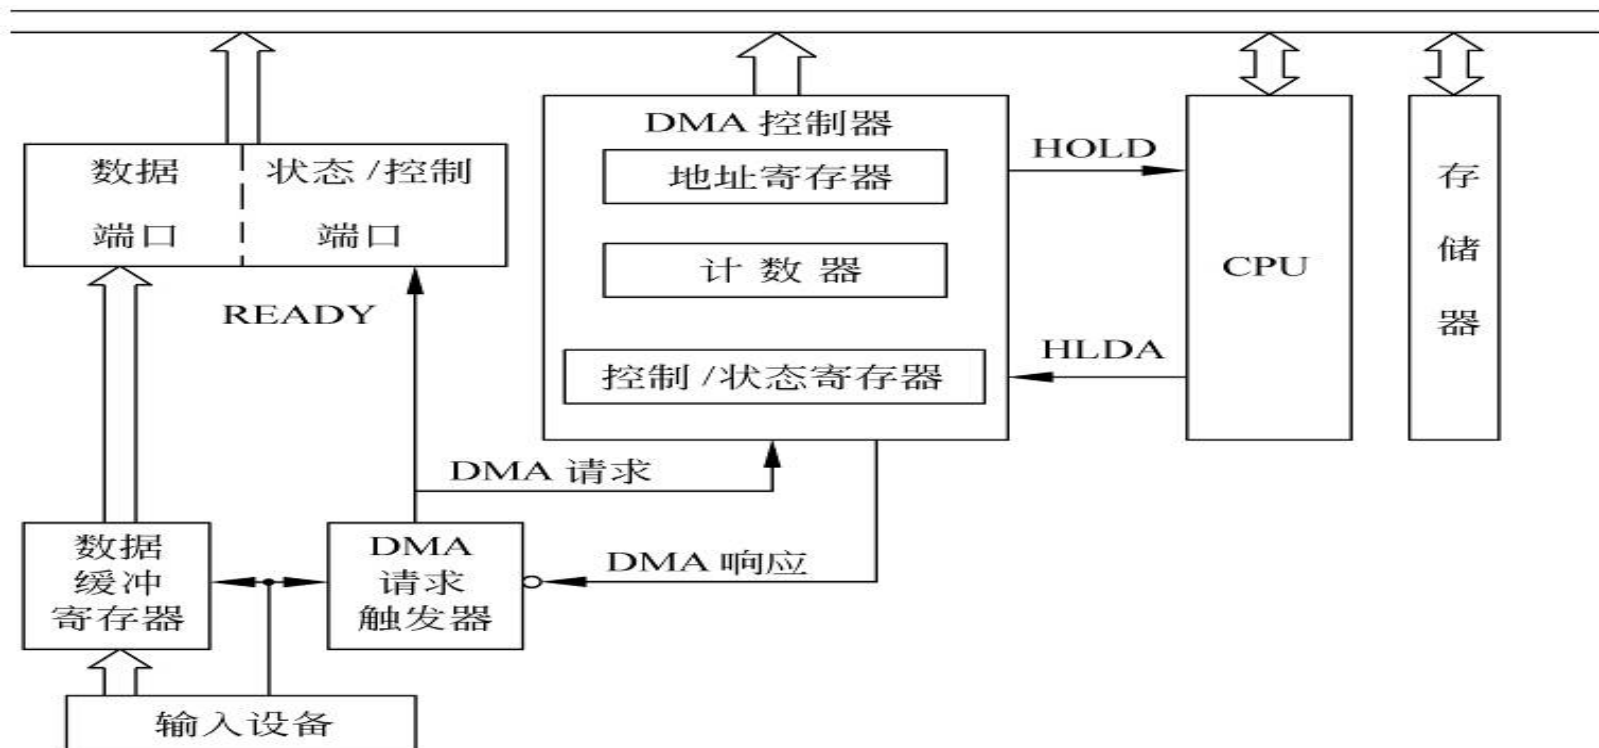 DMA 控制器
地址寄存器
计 数 器
控制/状态寄存器
HOLD
HLDA
CPU
存
储
器
数据
端口
状态/控制
端口
READY
DMA 请求
DMA 响应
数据
缓冲
寄存器
DMA
请求
触发器
输入设备